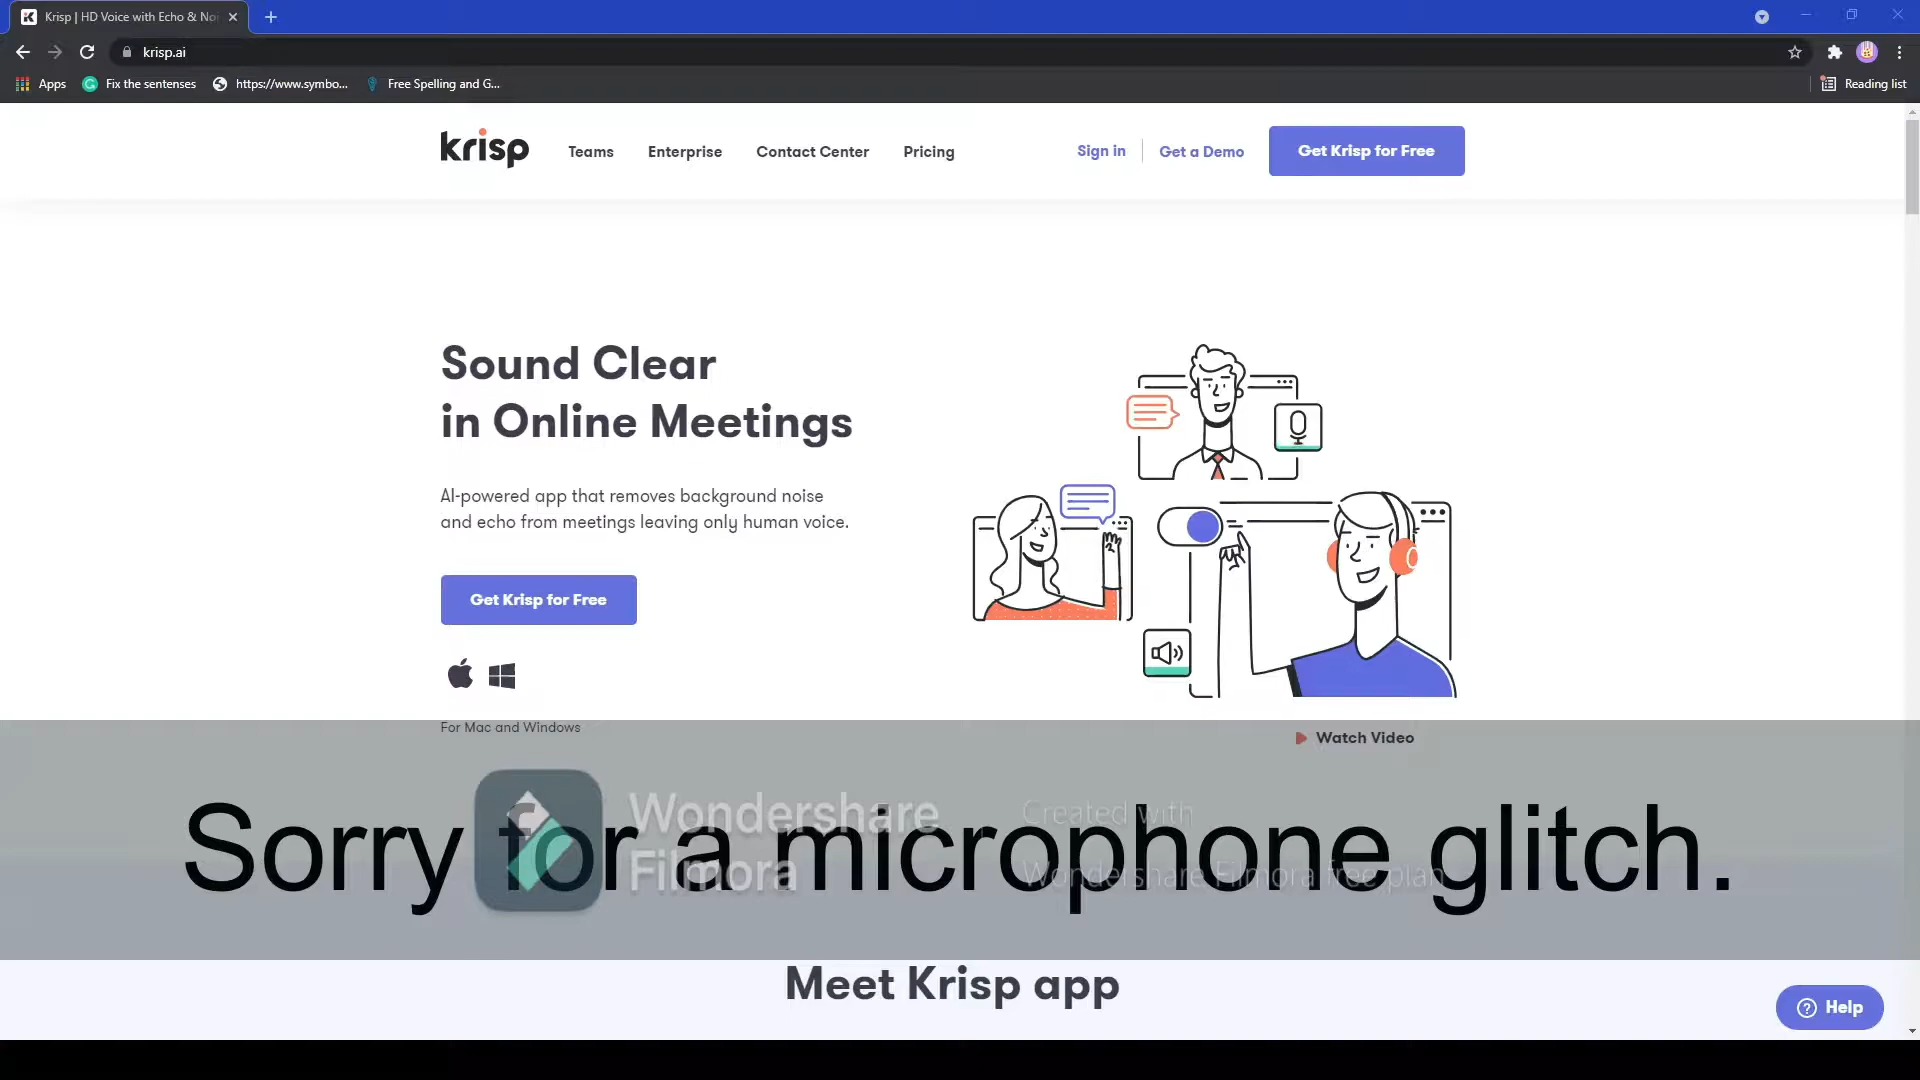 Krisp | HD Voice with Echo & No
krisp.ai
Apps
Fix the sentences
https://www.symbo...
Free Spelling and G...
Reading list
krisp
Teams
Enterprise
Contact Center
Pricing
Sign in
Get a Demo
Get Krisp for Free
Sound Clear
in Online Meetings
AI-powered app that removes background noise
and echo from meetings leaving only human voice.
Get Krisp for Free
For Mac and Windows
Watch Video
Sorry for a microphone glitch.
Wondershare
Filmora
Created with
Wondershare Filmora free plan
Meet Krisp app
Help